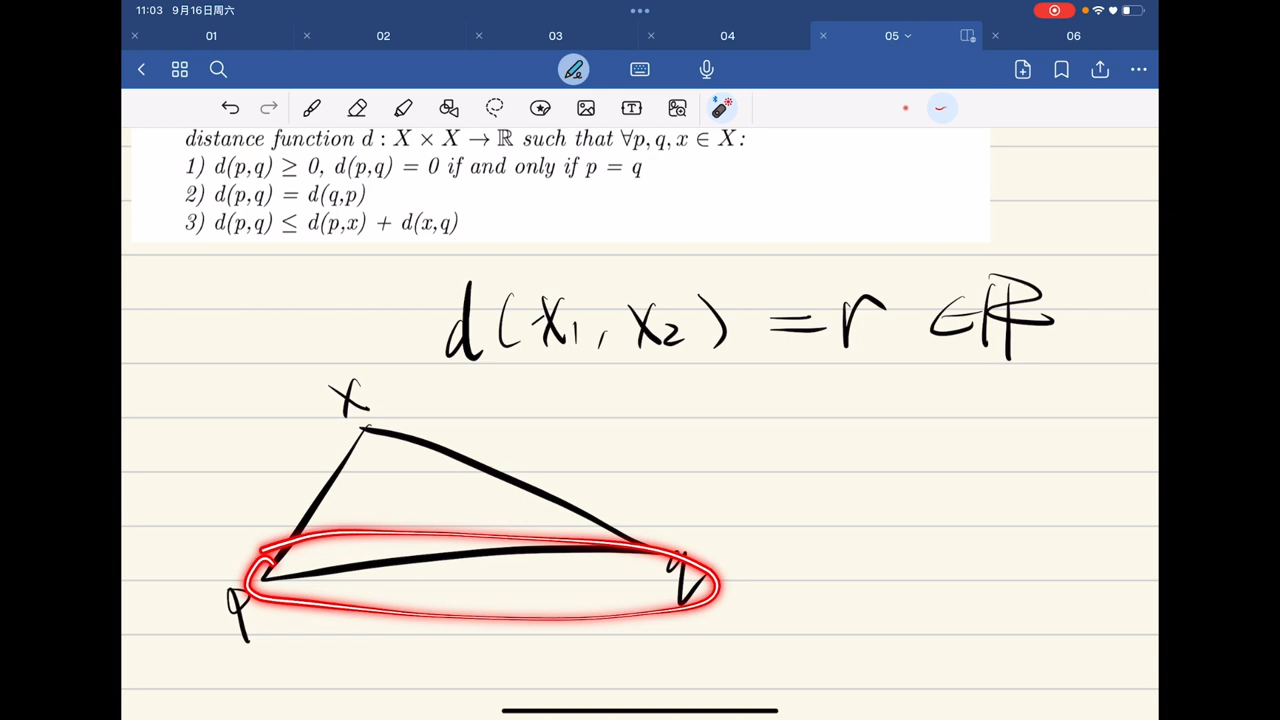 11:03 9月16日周六
01 02 03 04 05 06
distance function d : X × X → ℝ such that ∀p, q, x ∈ X:
1) d(p,q) ≥ 0, d(p,q) = 0 if and only if p = q
2) d(p,q) = d(q,p)
3) d(p,q) ≤ d(p,x) + d(x,q)
d(x₁, x₂) = r ∈ ℝ
x
q
p